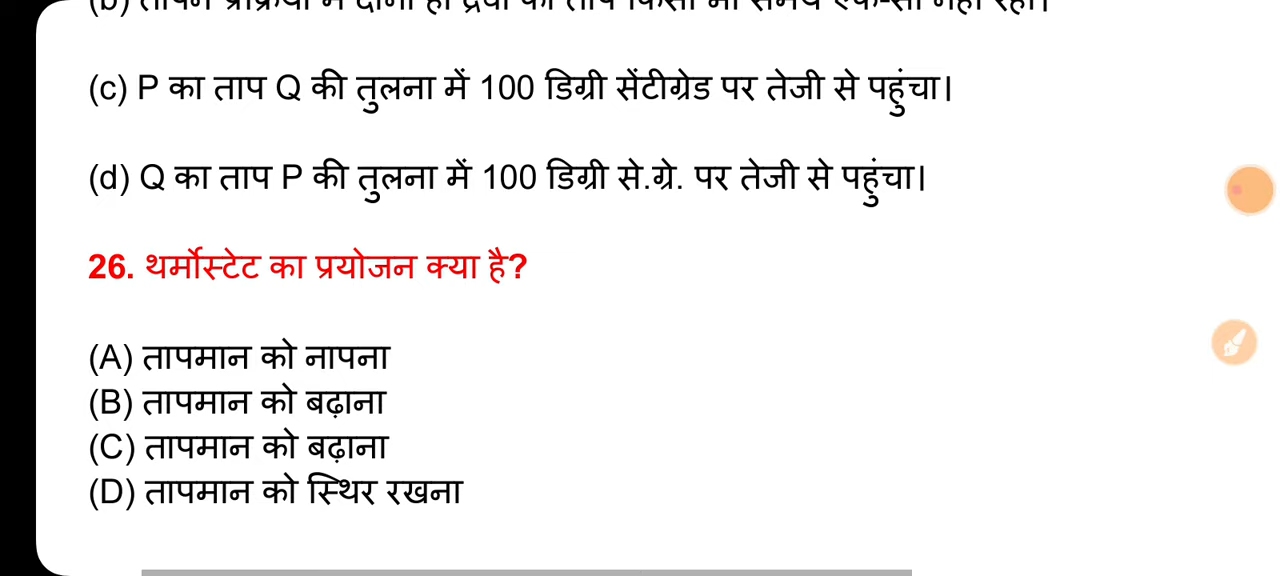 (c) P का ताप Q की तुलना में 100 डिग्री सेंटीग्रेड पर तेजी से पहुंचा।
(d) Q का ताप P की तुलना में 100 डिग्री से.ग्रे. पर तेजी से पहुंचा।
26. थर्मोस्टेट का प्रयोजन क्या है?
(A) तापमान को नापना
(B) तापमान को बढ़ाना
(C) तापमान को बढ़ाना
(D) तापमान को स्थिर रखना